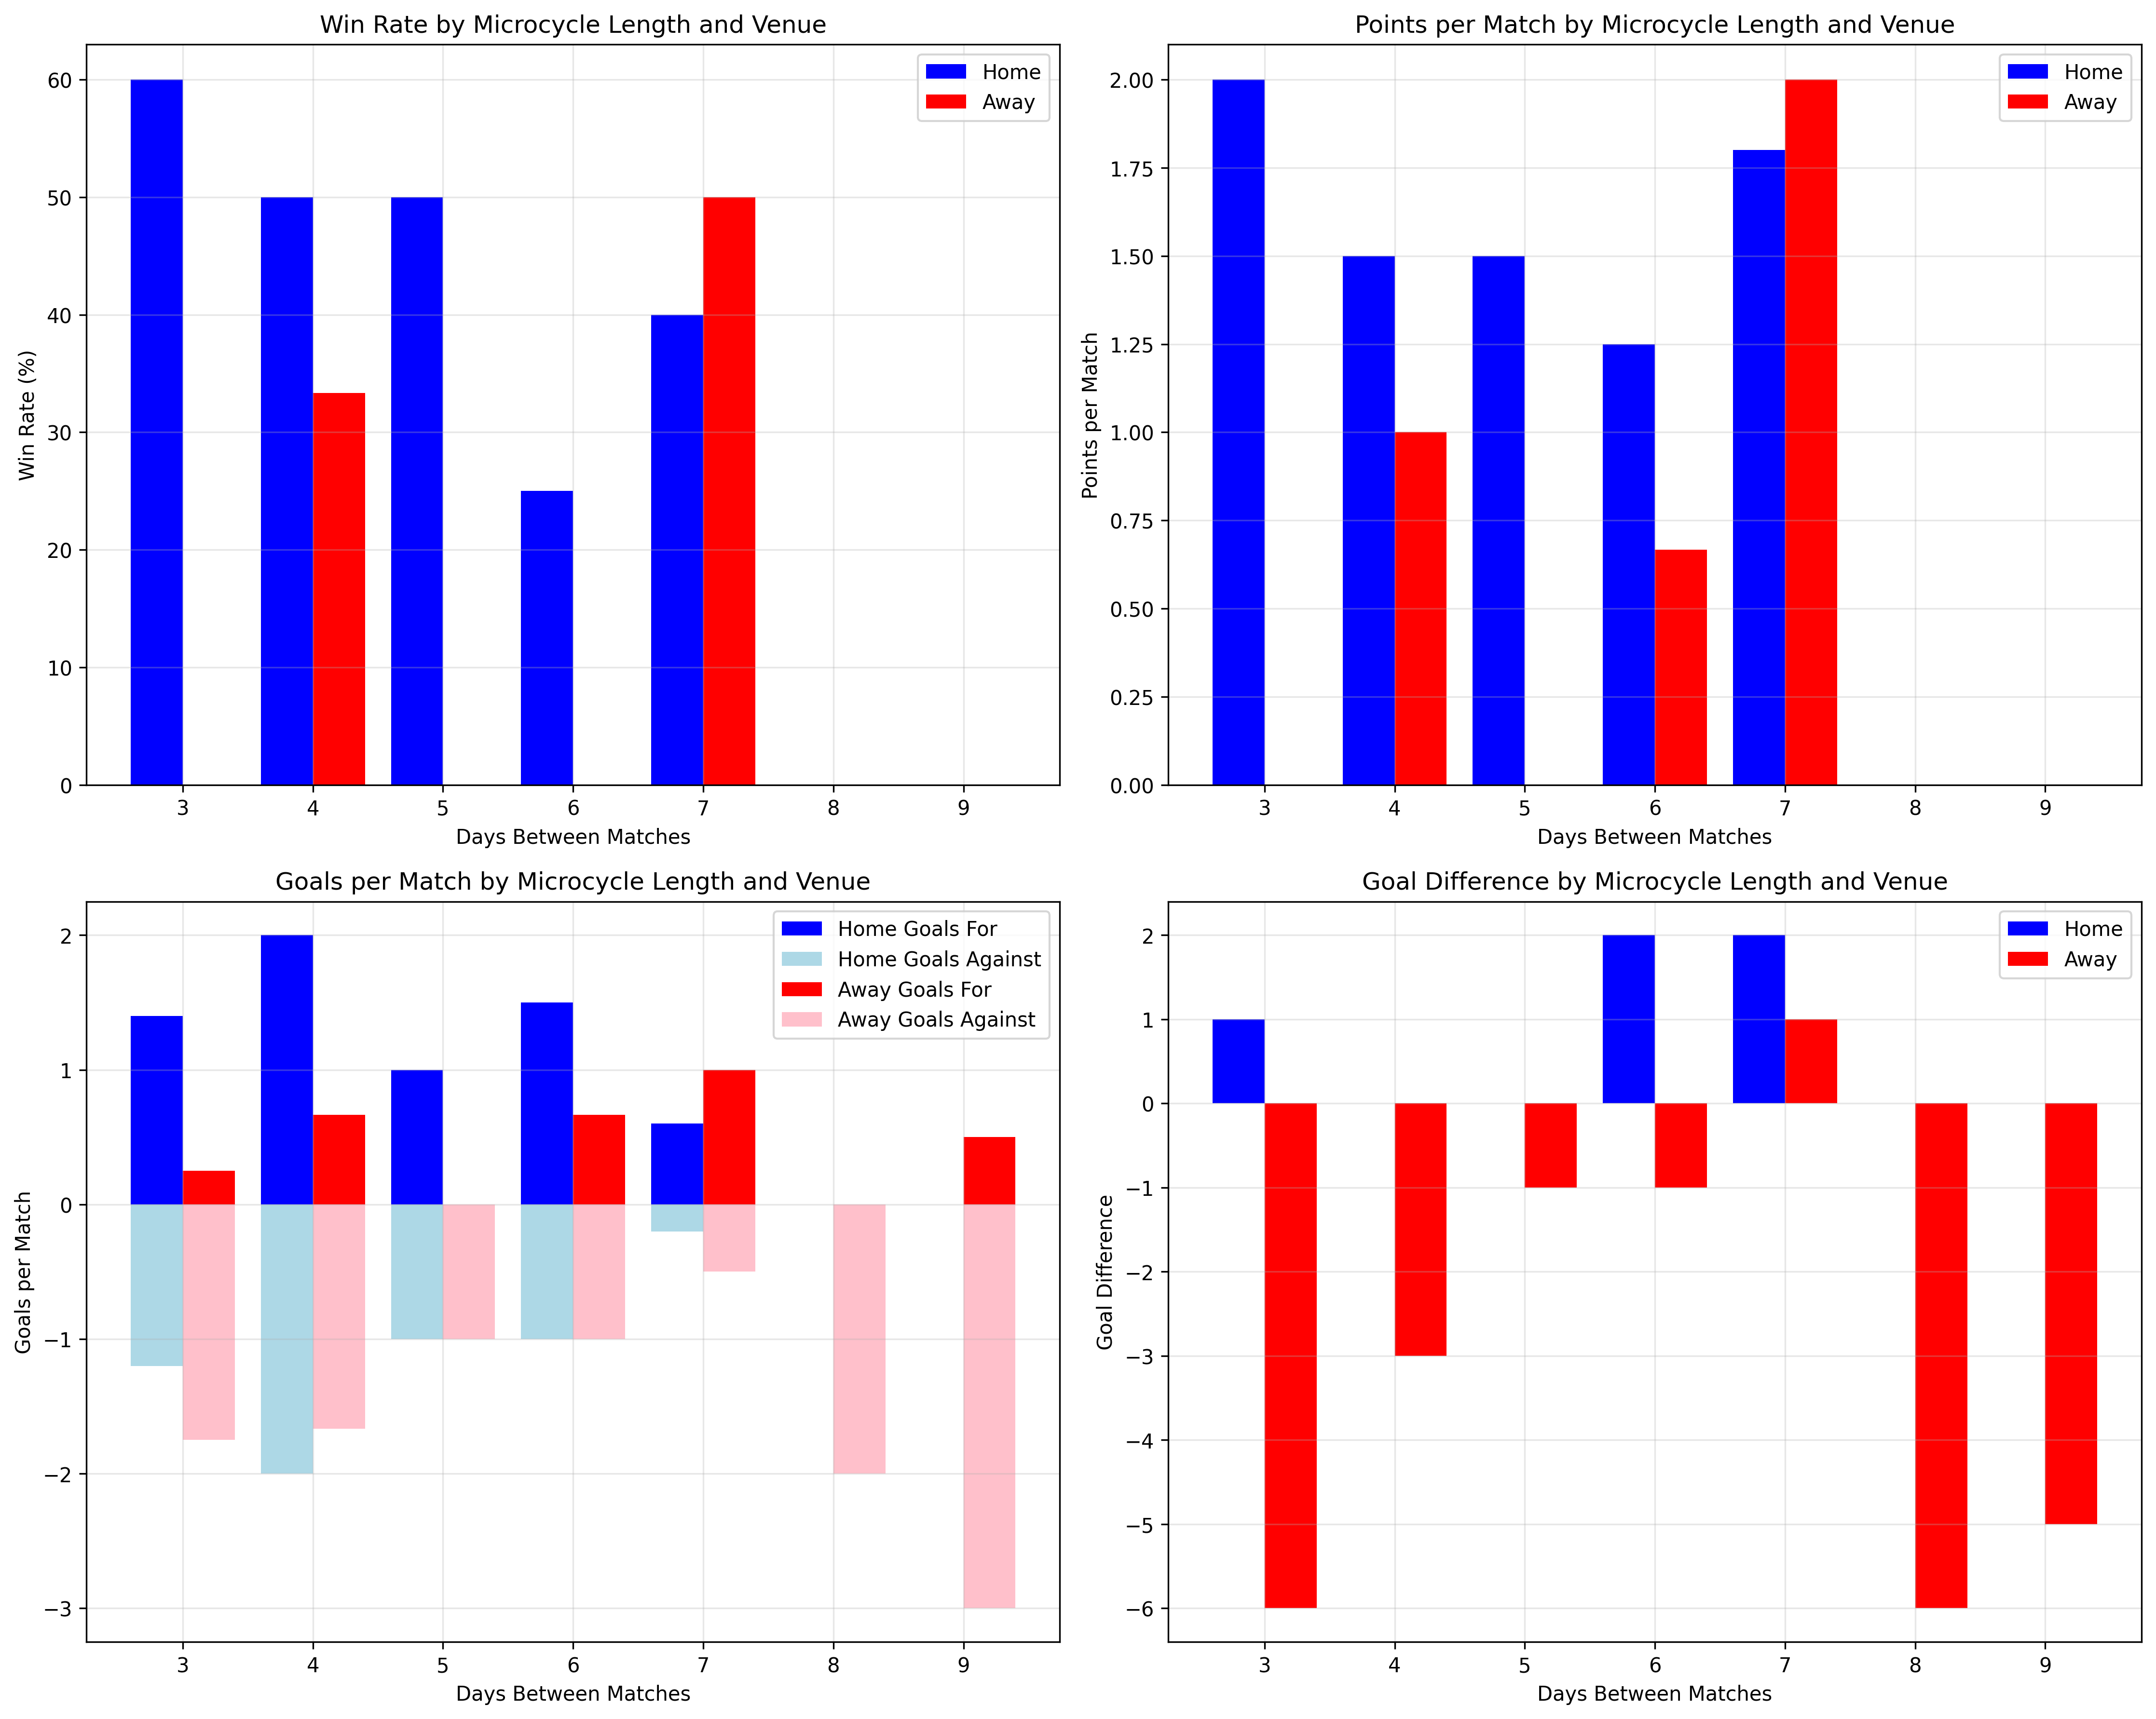 Win Rate by Microcycle Length and Venue
Home
Away
Win Rate (%)
60
50
40
30
20
10
0
3 4 5 6 7 8 9
Days Between Matches
Points per Match by Microcycle Length and Venue
Home
Away
Points per Match
2.00
1.75
1.50
1.25
1.00
0.75
0.50
0.25
0.00
3 4 5 6 7 8 9
Days Between Matches
Goals per Match by Microcycle Length and Venue
Home Goals For
Home Goals Against
Away Goals For
Away Goals Against
Goals per Match
2
1
0
−1
−2
−3
3 4 5 6 7 8 9
Days Between Matches
Goal Difference by Microcycle Length and Venue
Home
Away
Goal Difference
2
1
0
−1
−2
−3
−4
−5
−6
3 4 5 6 7 8 9
Days Between Matches